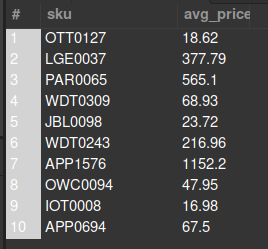 # sku avg_price
1 OTT0127 18.62
2 LGE0037 377.79
3 PAR0065 565.1
4 WDT0309 68.93
5 JBL0098 23.72
6 WDT0243 216.96
7 APP1576 1152.2
8 OWC0094 47.95
9 IOT0008 16.98
10 APP0694 67.5